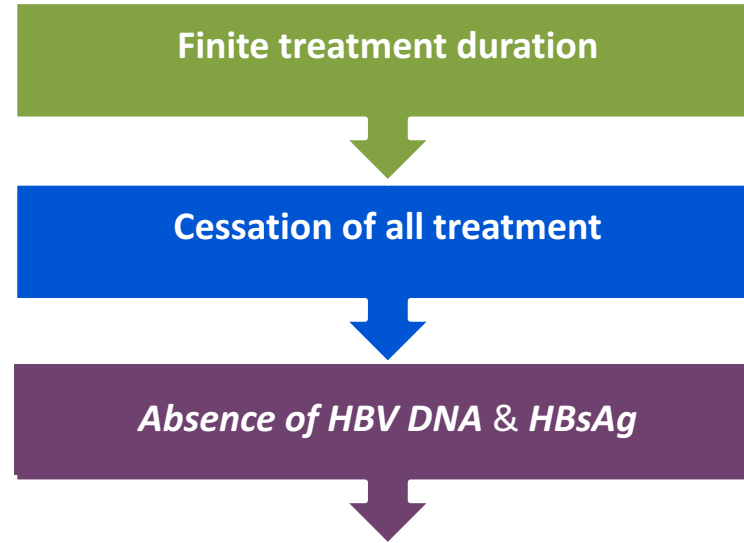 Finite treatment duration
Cessation of all treatment
Absence of HBV DNA & HBsAg